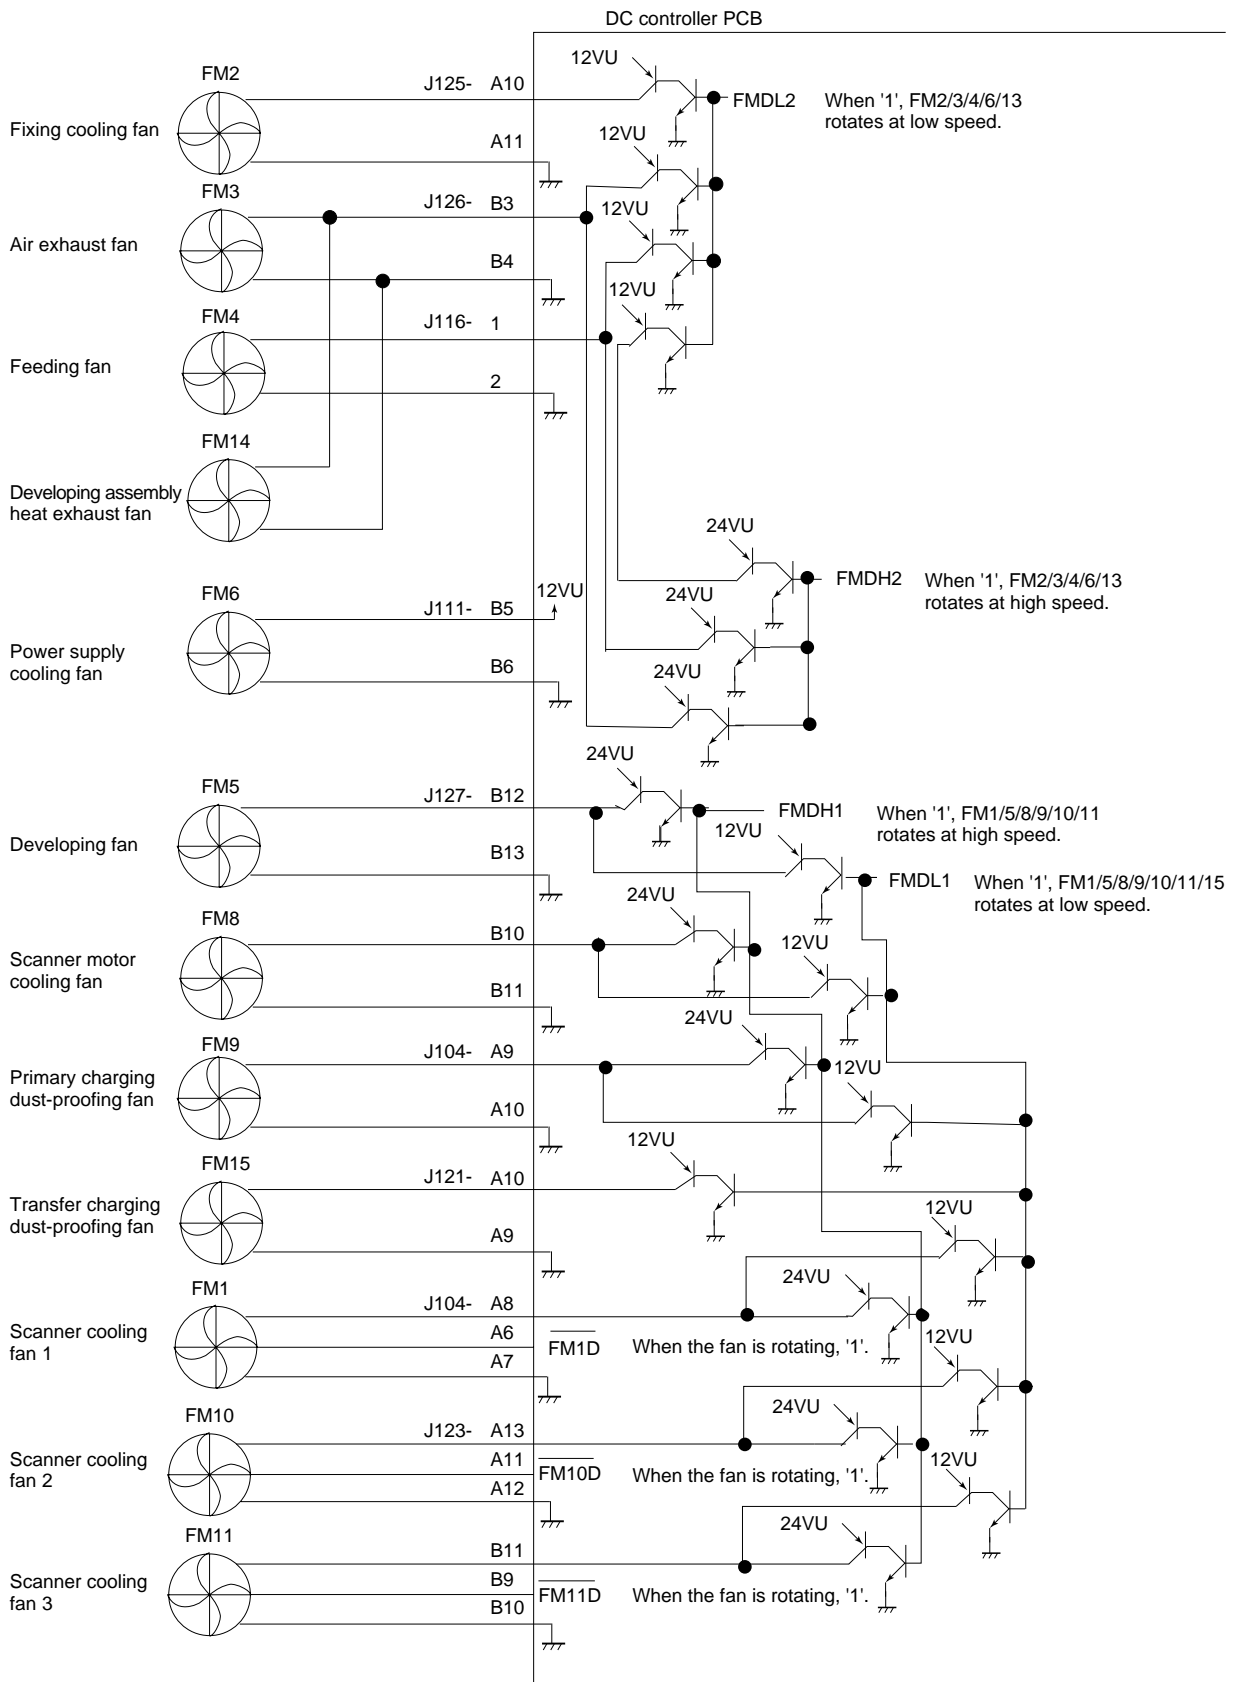 DC controller PCB
12VU
FM2
J125- A10
FMDL2
When '1', FM2/3/4/6/13
rotates at low speed.
Fixing cooling fan
12VU
A11
FM3
J126- B3
12VU
Air exhaust fan
B4
12VU
FM4
J116- 1
Feeding fan
2
FM14
Developing assembly
heat exhaust fan
24VU
FMDH2
When '1', FM2/3/4/6/13
rotates at high speed.
FM6
J111- B5
12VU
24VU
Power supply
cooling fan
B6
24VU
24VU
FM5
J127- B12
FMDH1
When '1', FM1/5/8/9/10/11
rotates at high speed.
12VU
Developing fan
B13
FMDL1
When '1', FM1/5/8/9/10/11/15
rotates at low speed.
24VU
FM8
B10
12VU
Scanner motor
cooling fan
B11
24VU
FM9
J104- A9
12VU
Primary charging
dust-proofing fan
A10
12VU
FM15
J121- A10
Transfer charging
dust-proofing fan
12VU
A9
24VU
FM1
J104- A8
Scanner cooling
fan 1
A6
FM1D
When the fan is rotating, '1'.
12VU
A7
FM10
24VU
J123- A13
Scanner cooling
fan 2
A11
FM10D
When the fan is rotating, '1'.
12VU
A12
24VU
FM11
B11
Scanner cooling
fan 3
B9
FM11D
When the fan is rotating, '1'.
B10